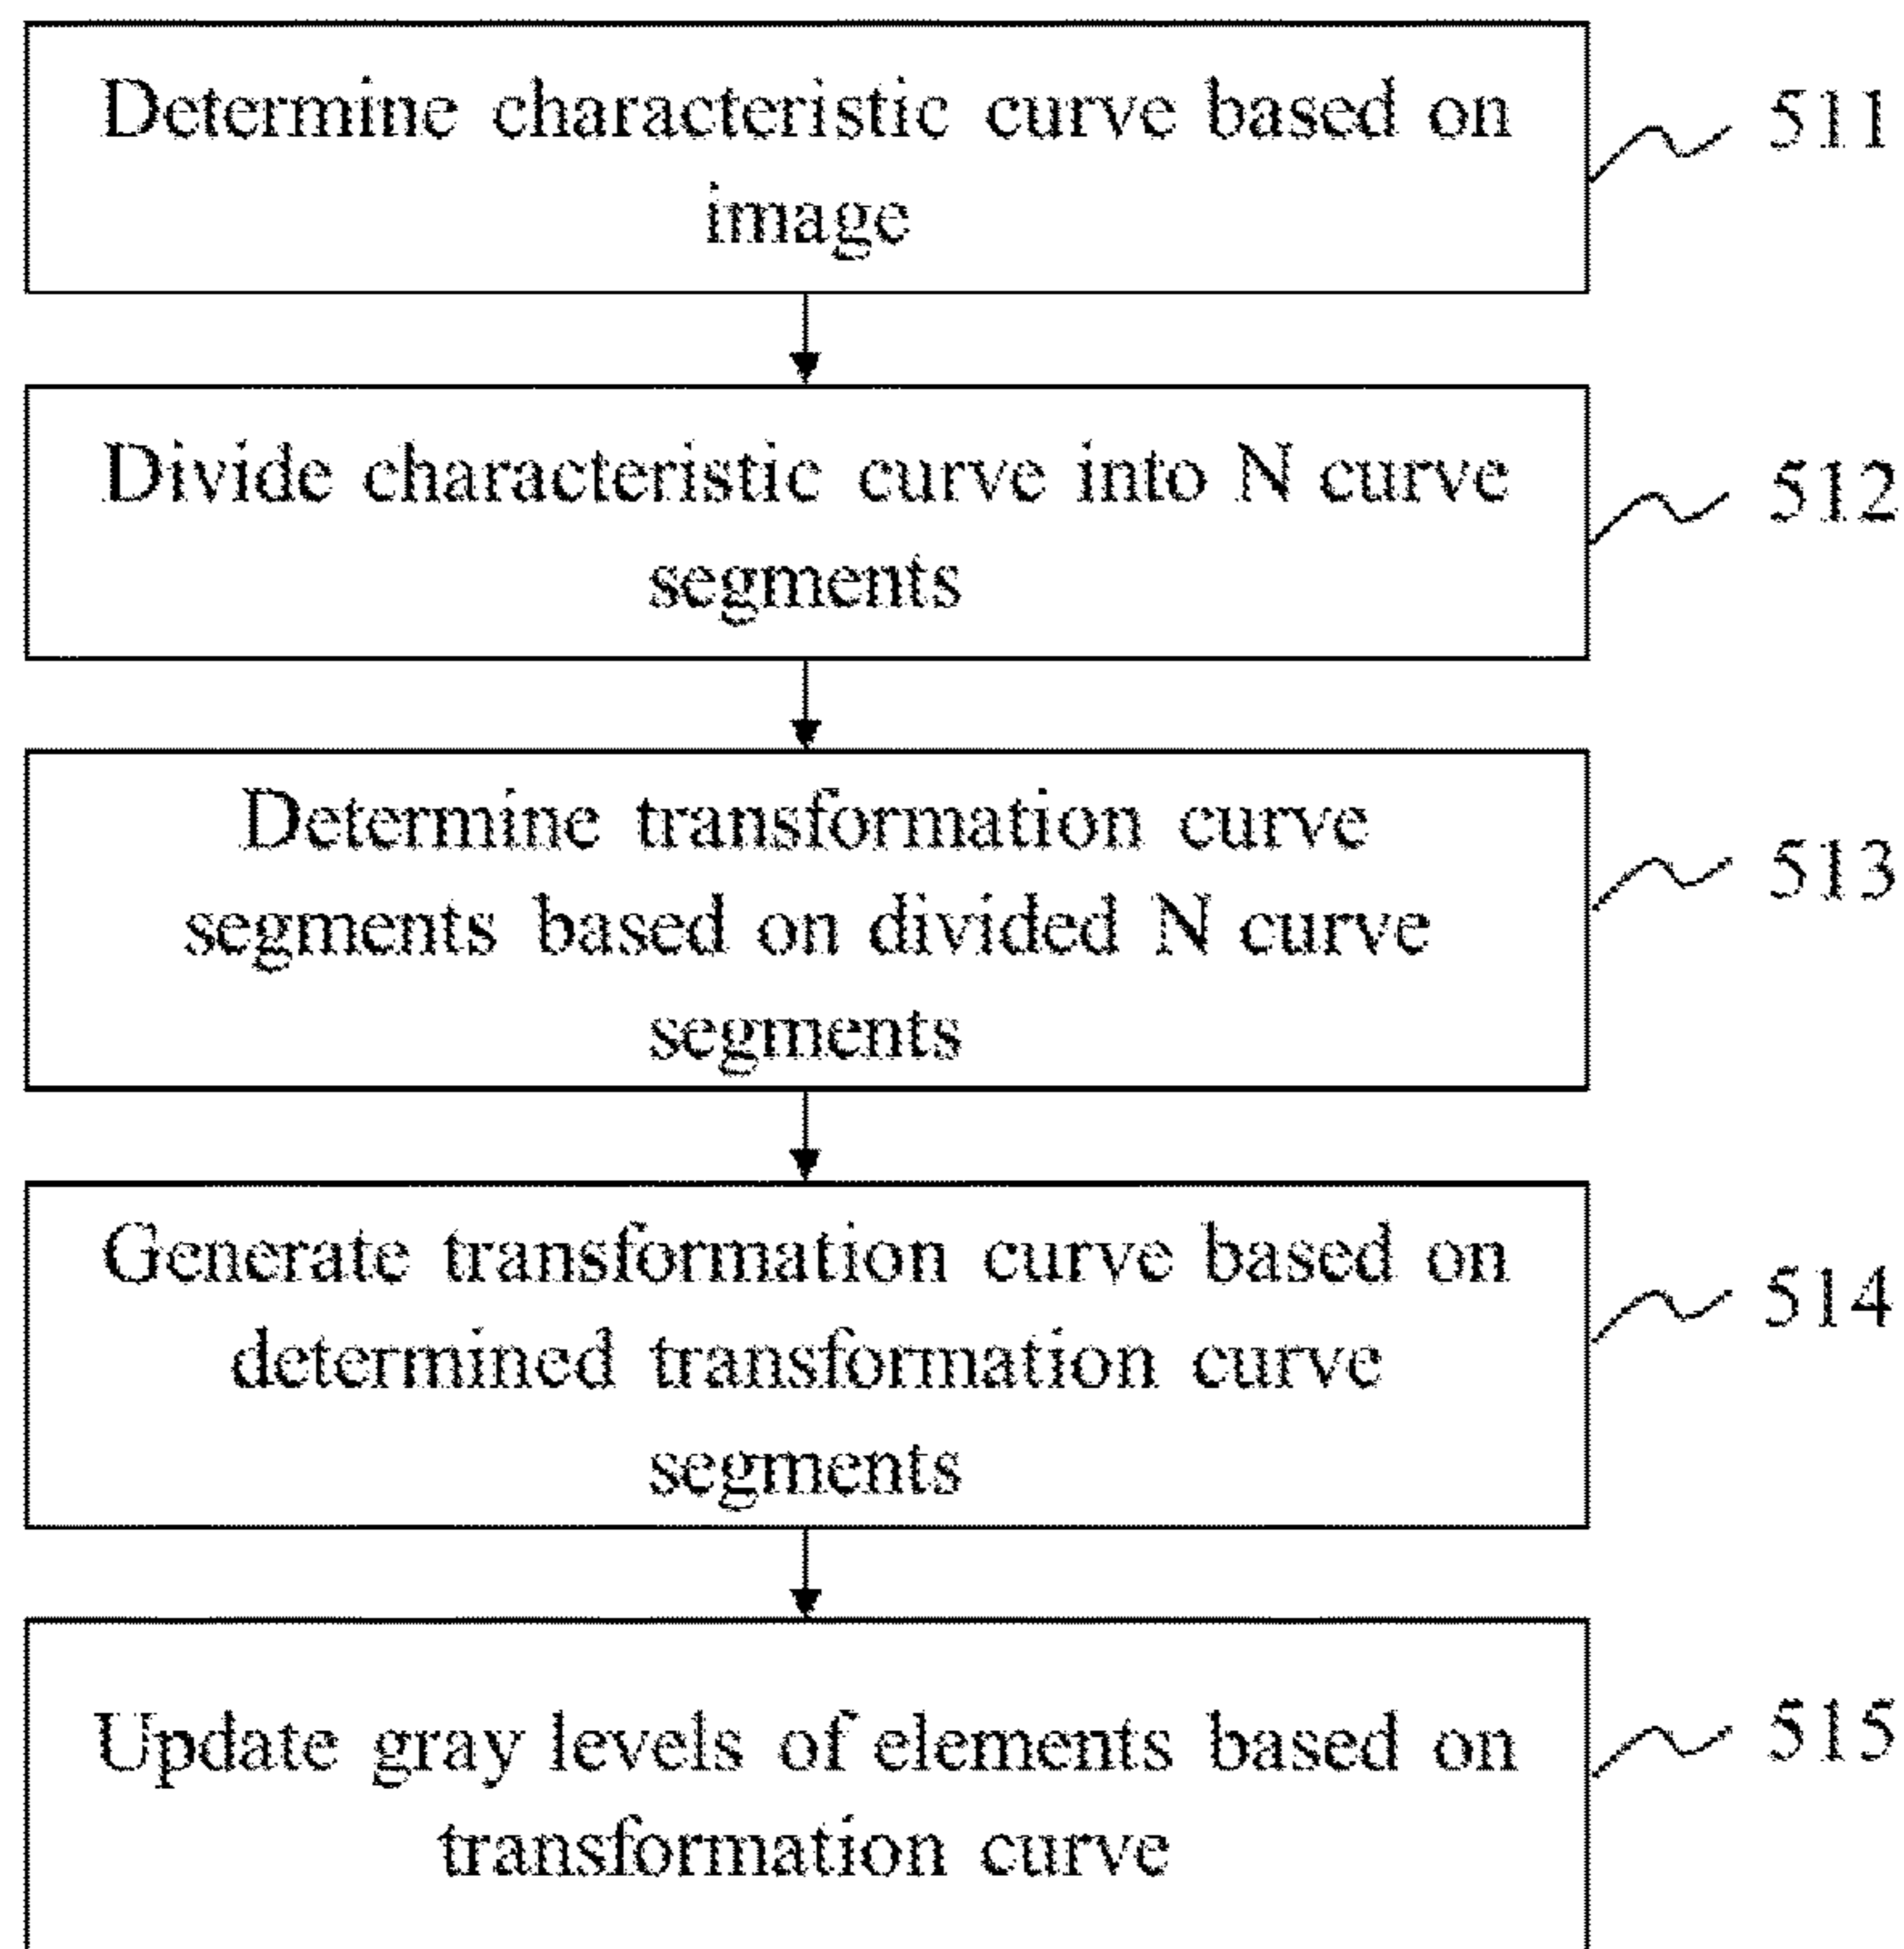 Determine characteristic curve based on
image
511
Divide characteristic curve into N curve
segments
512
Determine transformation curve
segments based on divided N curve
segments
513
Generate transformation curve based on
determined transformation curve
segments
514
Update gray levels of elements based on
transformation curve
515